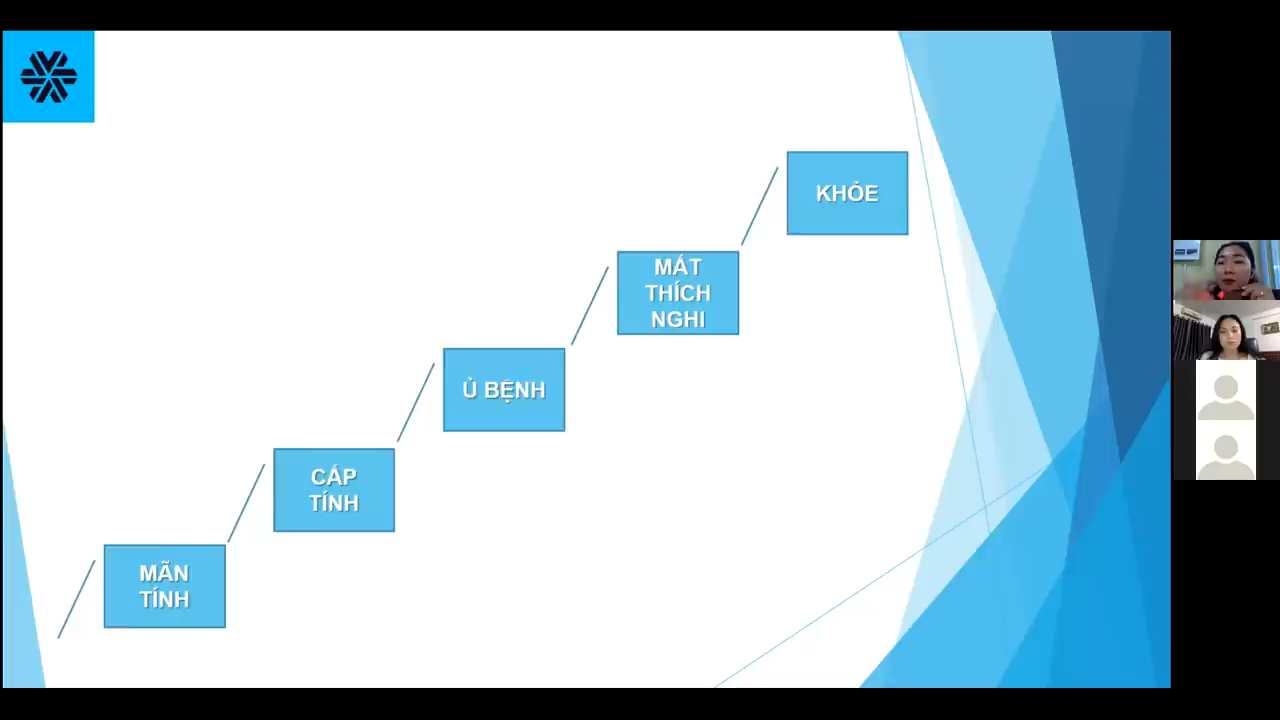 KHỎE
MẤT
THÍCH
NGHI
Ủ BỆNH
CẤP
TÍNH
MÃN
TÍNH